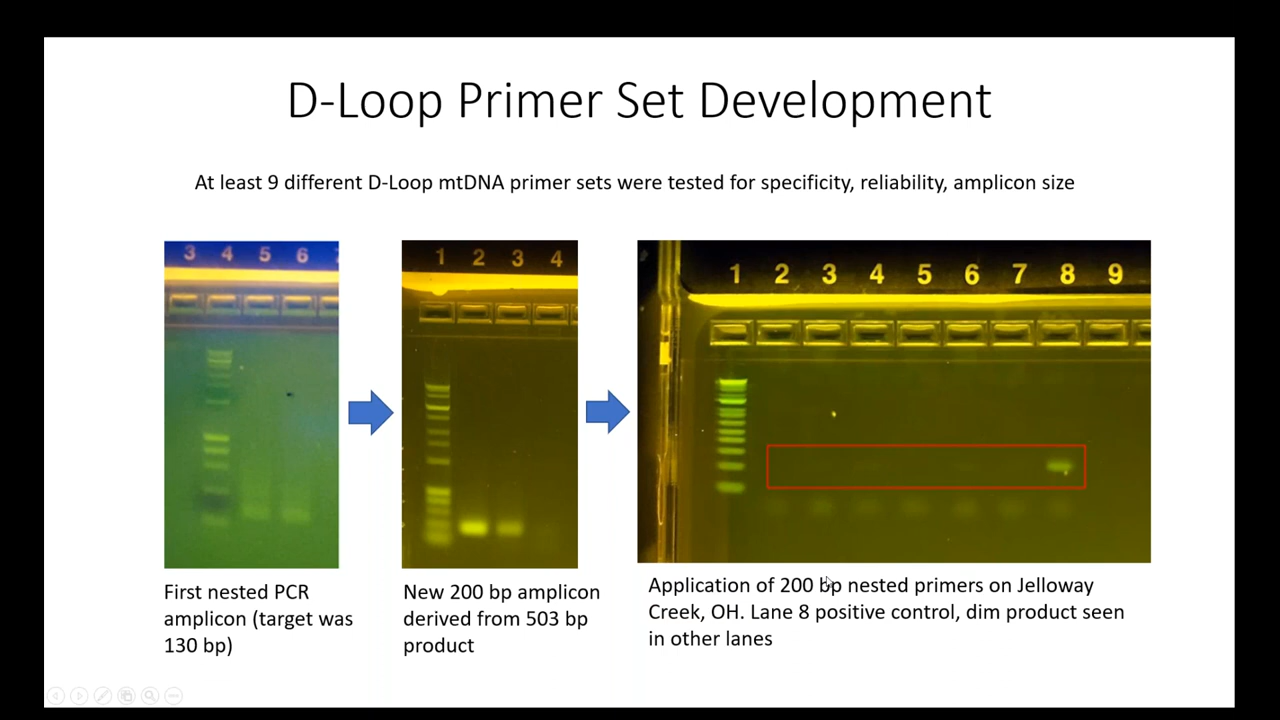 D-Loop Primer Set Development
At least 9 different D-Loop mtDNA primer sets were tested for specificity, reliability, amplicon size
3 4 5 6
1 2 3 4
1 2 3 4 5 6 7 8 9
First nested PCR
amplicon (target was
130 bp)
New 200 bp amplicon
derived from 503 bp
product
Application of 200 bp nested primers on Jelloway
Creek, OH. Lane 8 positive control, dim product seen
in other lanes